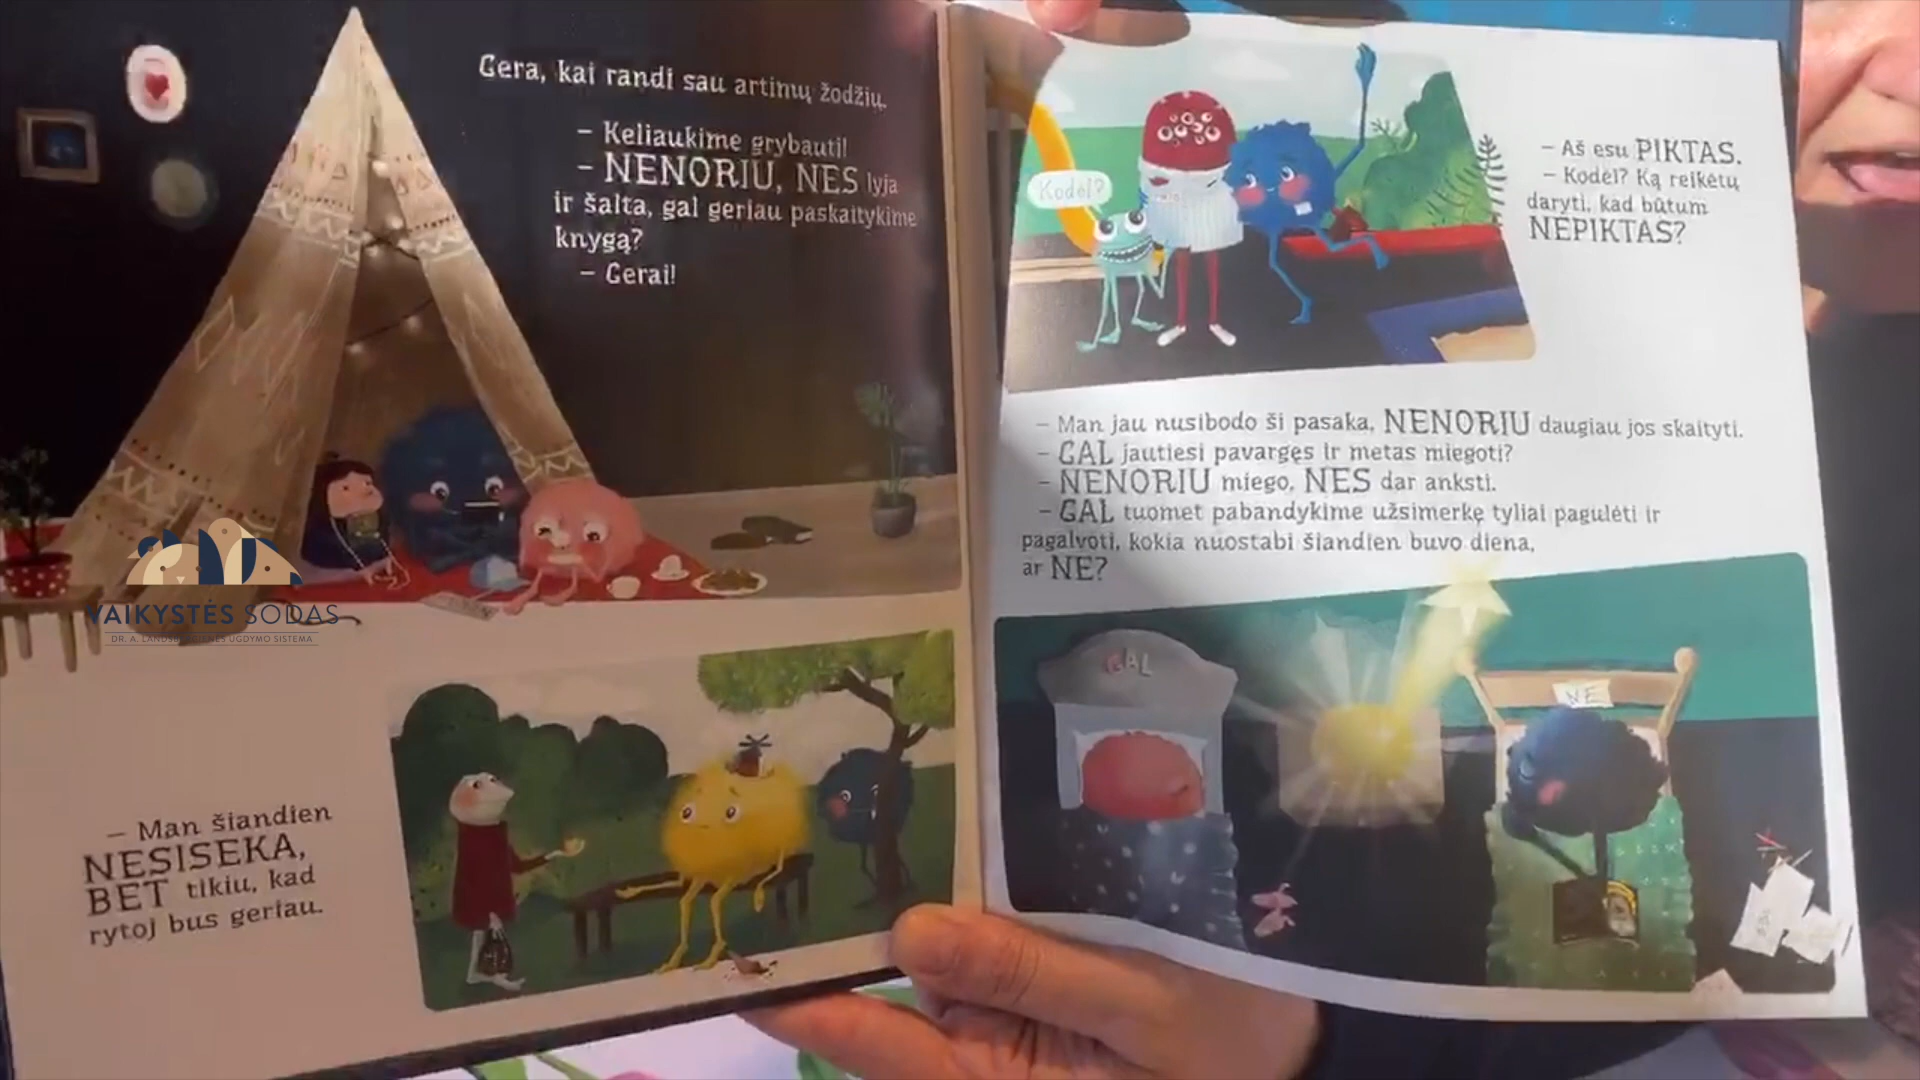 Gera, kai randi sau artimų žodžių.
– Keliaukime grybauti!
– NENORIU, NES lyja
ir šalta, gal geriau paskaitykime
knygą?
– Gerai!
VAIKYSTĖS SODAS
– Man šiandien
NESISEKA,
BET tikiu, kad
rytoj bus geriau.
Kodėl?
– Aš esu PIKTAS.
– Kodėl? Ką reikėtų
daryti, kad būtum
NEPIKTAS?
– Man jau nusibodo ši pasaka, NENORIU daugiau jos skaityti.
– GAL jautiesi pavargęs ir metas miegoti?
– NENORIU miego, NES dar anksti.
– GAL tuomet pabandykime užsimerkę tyliai pagulėti ir
pagalvoti, kokia nuostabi šiandien buvo diena,
ar NE?
GAL
NE